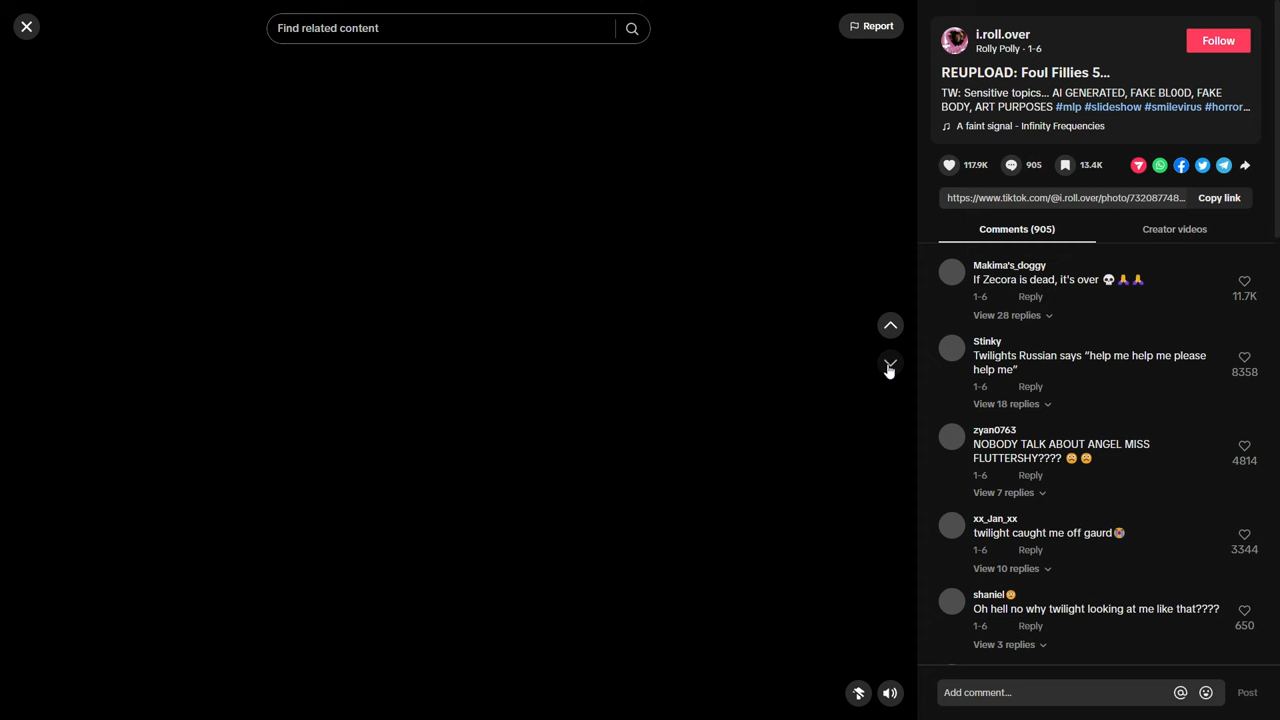 Find related content
Report
i.roll.over
Rolly Polly · 1-6
Follow
REUPLOAD: Foul Fillies 5...
TW: Sensitive topics... AI GENERATED, FAKE BL00D, FAKE
BODY, ART PURPOSES #mlp #slideshow #smilevirus #horror...
A faint signal - Infinity Frequencies
117.9K 905 13.4K
https://www.tiktok.com/@i.roll.over/photo/732087748... Copy link
Comments (905) Creator videos
Makima's_doggy
If Zecora is dead, it's over 💀🙏🙏
1-6 Reply 11.7K
View 28 replies
Stinky
Twilights Russian says “help me help me please
help me”
1-6 Reply 8358
View 18 replies
zyan0763
NOBODY TALK ABOUT ANGEL MISS
FLUTTERSHY???? 😨😨
1-6 Reply 4814
View 7 replies
xx_Jan_xx
twilight caught me off gaurd😭
1-6 Reply 3344
View 10 replies
shaniel😨
Oh hell no why twilight looking at me like that????
1-6 Reply 650
View 3 replies
Add comment... Post